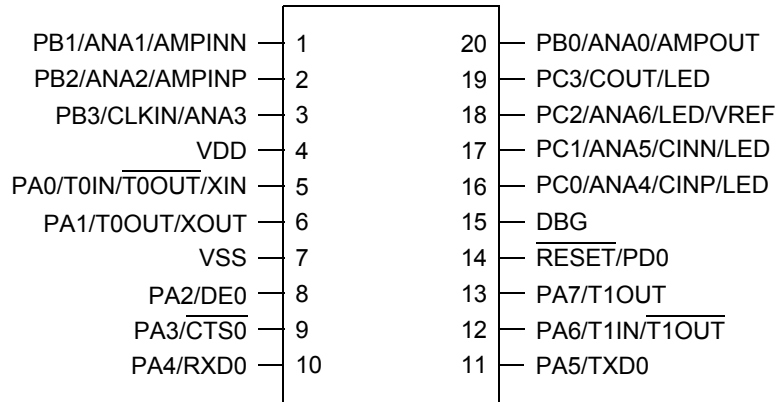 PB1/ANA1/AMPINN 1 20 PB0/ANA0/AMPOUT
PB2/ANA2/AMPINP 2 19 PC3/COUT/LED
PB3/CLKIN/ANA3 3 18 PC2/ANA6/LED/VREF
VDD 4 17 PC1/ANA5/CINN/LED
PA0/T0IN/T0OUT/XIN 5 16 PC0/ANA4/CINP/LED
PA1/T0OUT/XOUT 6 15 DBG
VSS 7 14 RESET/PD0
PA2/DE0 8 13 PA7/T1OUT
PA3/CTS0 9 12 PA6/T1IN/T1OUT
PA4/RXD0 10 11 PA5/TXD0